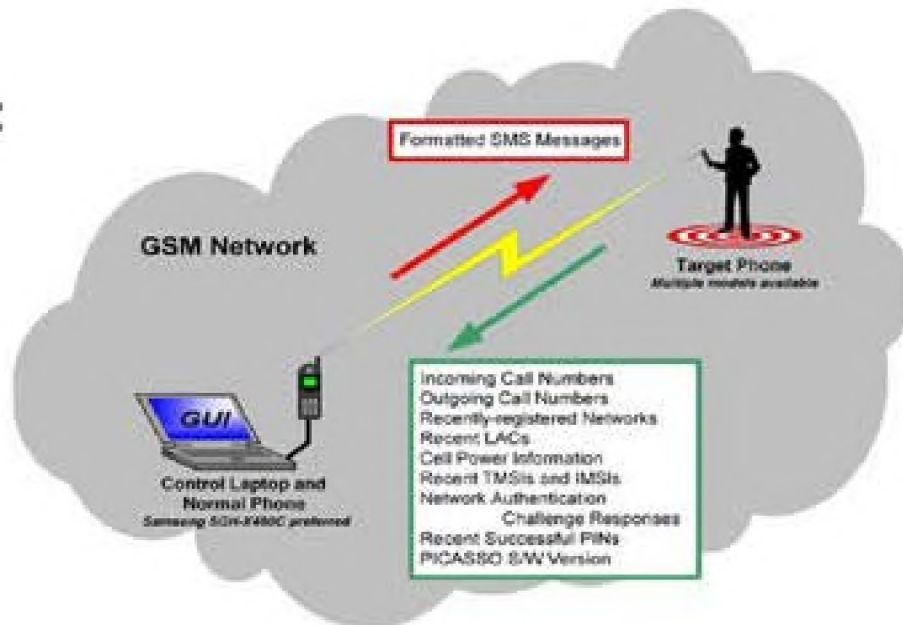 Formatted SMS Messages
GSM Network
Target Phone
Multiple models available
Incoming Call Numbers
Outgoing Call Numbers
Recently-registered Networks
Recent LACs
Cell Power Information
Recent TMSIs and IMSIs
Network Authentication
Challenge Responses
Recent Successful PINs
PICASSO S/W Version
GUI
Control Laptop and
Normal Phone
Samsung SGH-X480C preferred